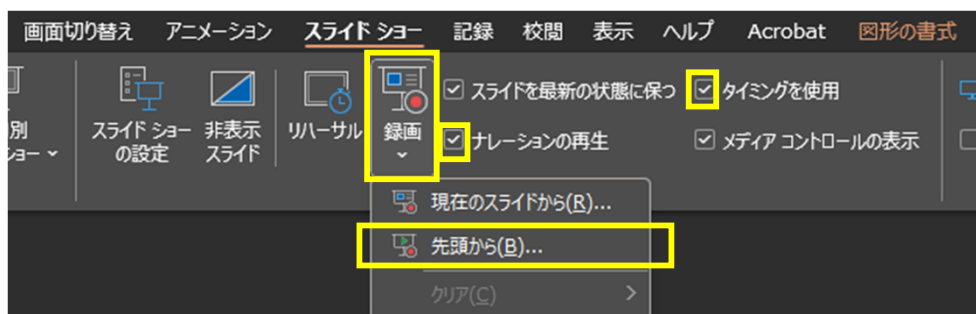 画面切り替え アニメーション スライド ショー 記録 校閲 表示 ヘルプ Acrobat 図形の書式
別
ショー
スライド ショー
の設定
非表示
スライド
リハーサル
録画
スライドを最新の状態に保つ
タイミングを使用
ナレーションの再生
メディア コントロールの表示
現在のスライドから(R)...
先頭から(B)...
クリア(C)